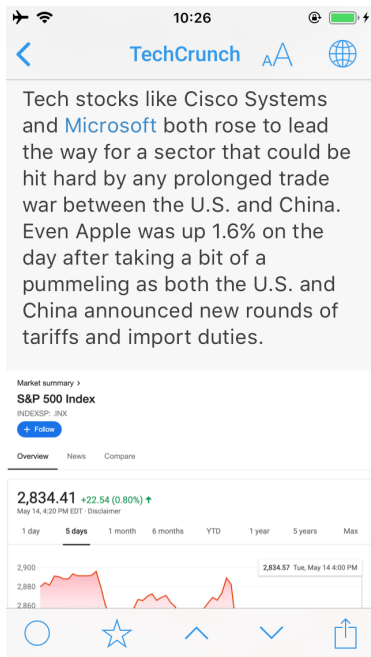 10:26
TechCrunch AA
Tech stocks like Cisco Systems
and Microsoft both rose to lead
the way for a sector that could be
hit hard by any prolonged trade
war between the U.S. and China.
Even Apple was up 1.6% on the
day after taking a bit of a
pummeling as both the U.S. and
China announced new rounds of
tariffs and import duties.
Market summary >
S&P 500 Index
INDEXSP: .INX
+ Follow
Overview News Compare
2,834.41 +22.54 (0.80%) ↑
May 14, 4:20 PM EDT · Disclaimer
1 day 5 days 1 month 6 months YTD 1 year 5 years Max
2,834.57 Tue, May 14 4:00 PM
2,900
2,880
2,860